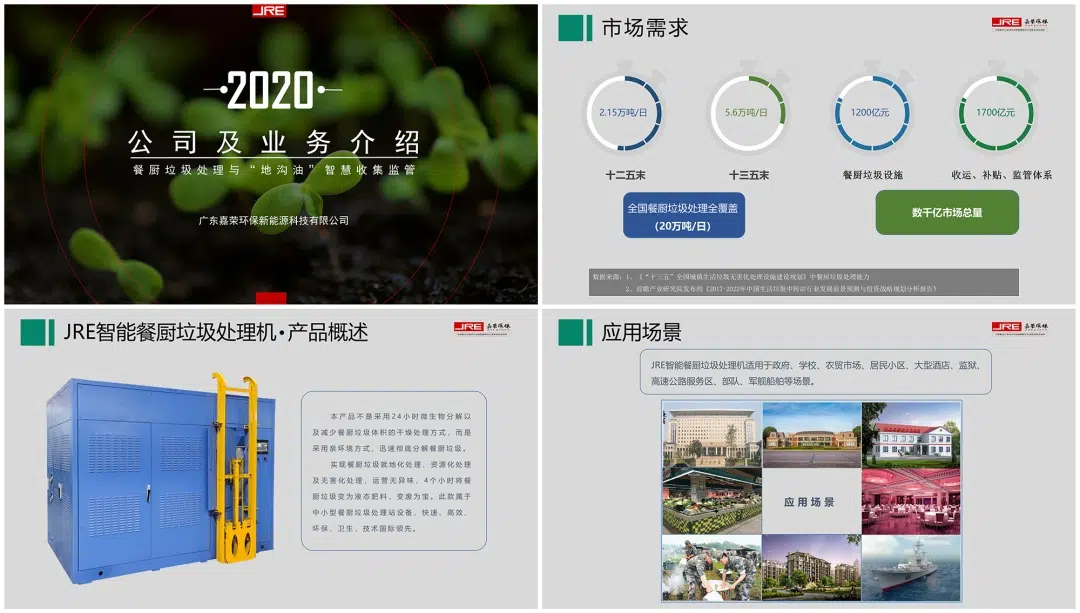 JRE
2020
公司及业务介绍
餐厨垃圾处理与“地沟油”智慧收集监管
广东嘉荣环保新能源科技有限公司
市场需求
JRE 嘉荣环保
2.15万吨/日
5.6万吨/日
1200亿元
1700亿元
十二五末
十三五末
餐厨垃圾设施
收运、补贴、监管体系
全国餐厨垃圾处理全覆盖
（20万吨/日）
数千亿市场总量
数据来源：1、《“十三五”全国城镇生活垃圾无害化处理设施建设规划》中餐厨垃圾处理能力
2、前瞻产业研究院发布的《2017-2022年中国生活垃圾中转站行业发展前景预测与投资战略规划分析报告》
JRE智能餐厨垃圾处理机•产品概述
JRE 嘉荣环保
本产品不是采用24小时微生物分解以
及减少餐厨垃圾体积的干燥处理方式，而是
采用亲环境方式，迅速彻底分解餐厨垃圾。
实现餐厨垃圾就地化处理，资源化处理
及无害化处理，运营无异味，4个小时将餐
厨垃圾变为液态肥料，变废为宝。此款属于
中小型餐厨垃圾处理站设备，快速、高效、
环保、卫生，技术国际领先。
应用场景
JRE 嘉荣环保
JRE智能餐厨垃圾处理机适用于政府、学校、农贸市场、居民小区、大型酒店、监狱、
高速公路服务区、部队、军舰船舶等场景。
应用场景